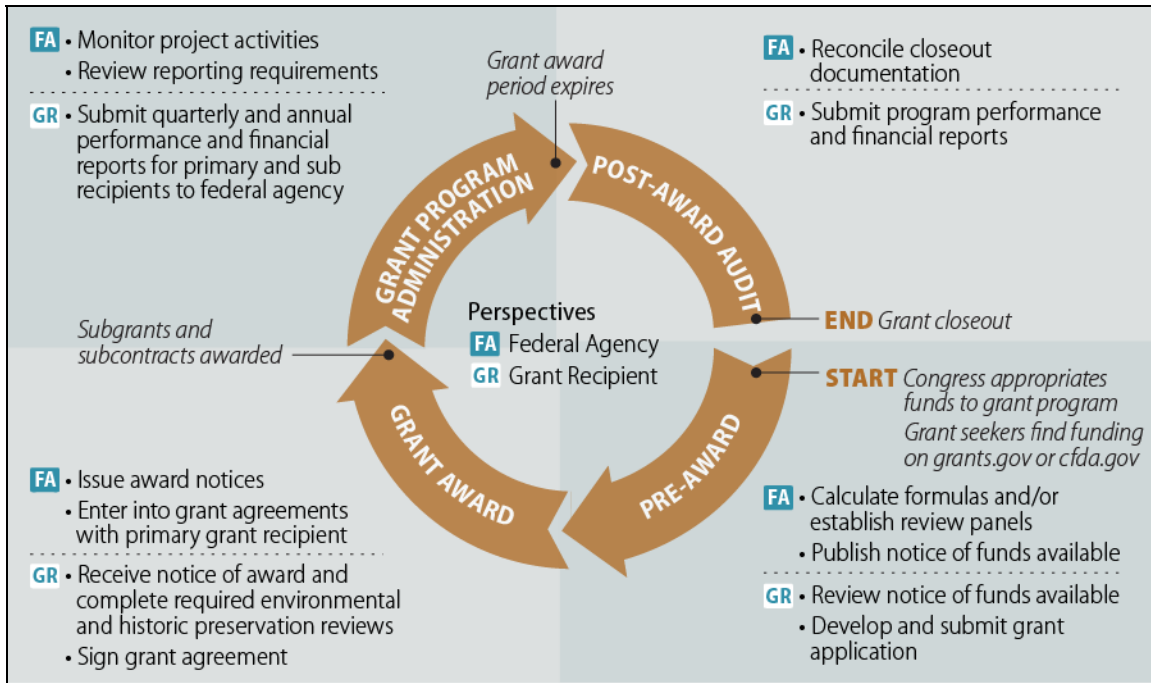 FA • Monitor project activities
• Review reporting requirements
GR • Submit quarterly and annual
performance and financial
reports for primary and sub
recipients to federal agency
Grant award
period expires
FA • Reconcile closeout
documentation
GR • Submit program performance
and financial reports
GRANT PROGRAM
ADMINISTRATION
POST-AWARD AUDIT
Subgrants and
subcontracts awarded
Perspectives
FA Federal Agency
GR Grant Recipient
END Grant closeout
START Congress appropriates
funds to grant program
Grant seekers find funding
on grants.gov or cfda.gov
GRANT AWARD
PRE-AWARD
FA • Issue award notices
• Enter into grant agreements
with primary grant recipient
GR • Receive notice of award and
complete required environmental
and historic preservation reviews
• Sign grant agreement
FA • Calculate formulas and/or
establish review panels
• Publish notice of funds available
GR • Review notice of funds available
• Develop and submit grant
application